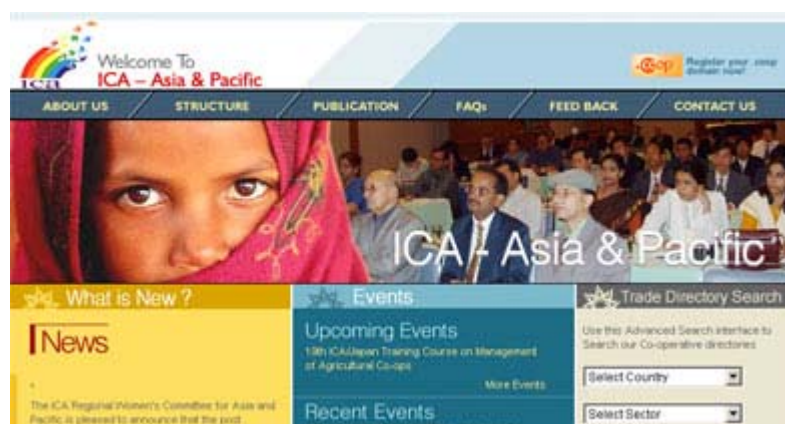 ica
Welcome To
ICA – Asia & Pacific
.coop
Register your .coop
domain now!
ABOUT US
STRUCTURE
PUBLICATION
FAQs
FEED BACK
CONTACT US
ICA - Asia & Pacific
What is New ?
News
The ICA Regional Women's Committee for Asia and
Pacific is pleased to announce that the post
Events
Upcoming Events
19th ICA/Japan Training Course on Management
of Agricultural Co-ops
More Events
Recent Events
Trade Directory Search
Use this Advanced Search interface to
Search our Co-operative directories
Select Country
Select Sector